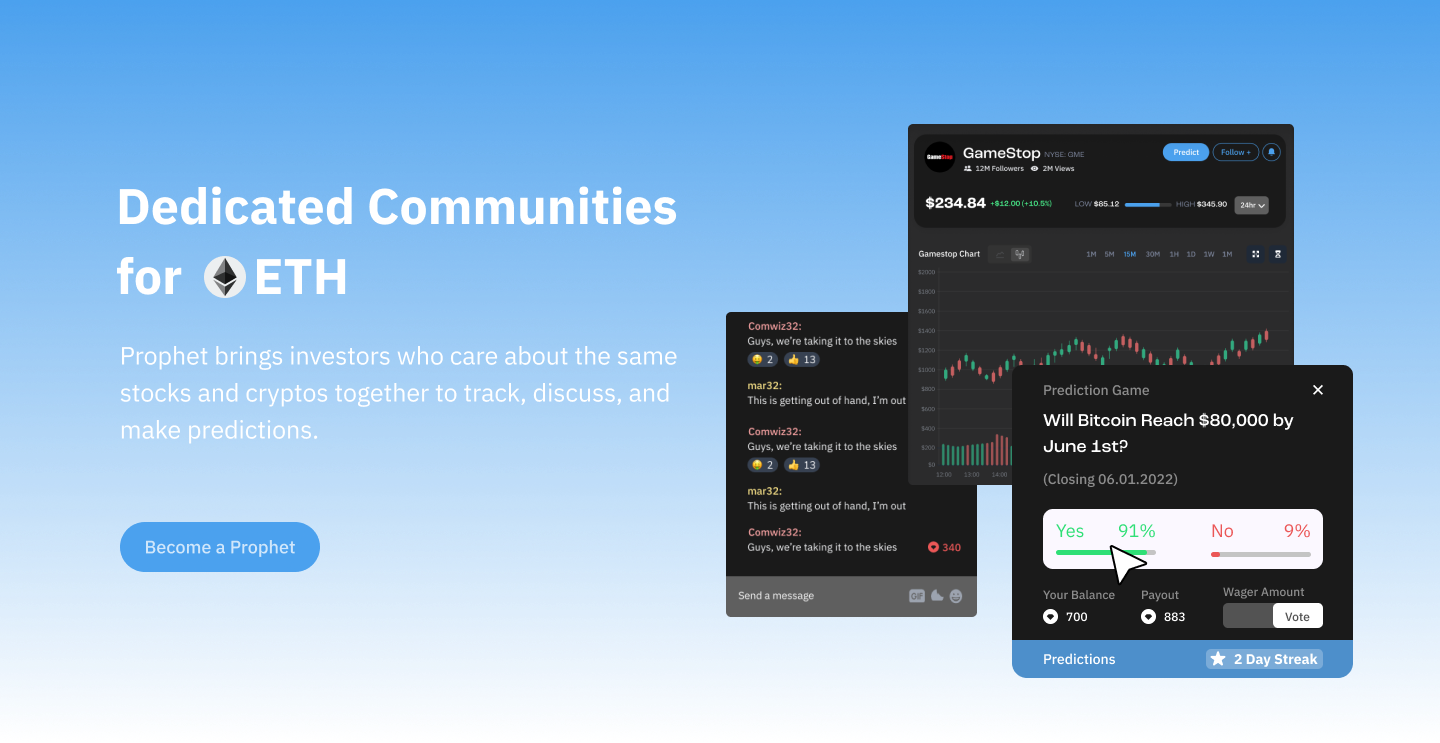 Dedicated Communities
for ETH
Prophet brings investors who care about the same
stocks and cryptos together to track, discuss, and
make predictions.
Become a Prophet
Comwiz32:
Guys, we're taking it to the skies
2 13
mar32:
This is getting out of hand, I'm out
Comwiz32:
Guys, we're taking it to the skies
2 13
mar32:
This is getting out of hand, I'm out
Comwiz32:
Guys, we're taking it to the skies 340
Send a message GIF
GameStop
GameStop NYSE: GME
12M Followers 2M Views
Predict Follow +
$234.84 +$12.00 (+10.5%) LOW $85.12 HIGH $345.90 24hr
Gamestop Chart 1M 5M 15M 30M 1H 1D 1W 1M
$2000
$1800
$1600
$1400
$1200
$1000
$800
$600
$400
$200
$0
12:00 13:00 14:00
Prediction Game
Will Bitcoin Reach $80,000 by
June 1st?
(Closing 06.01.2022)
Yes 91% No 9%
Your Balance Payout Wager Amount
700 883 Vote
Predictions 2 Day Streak